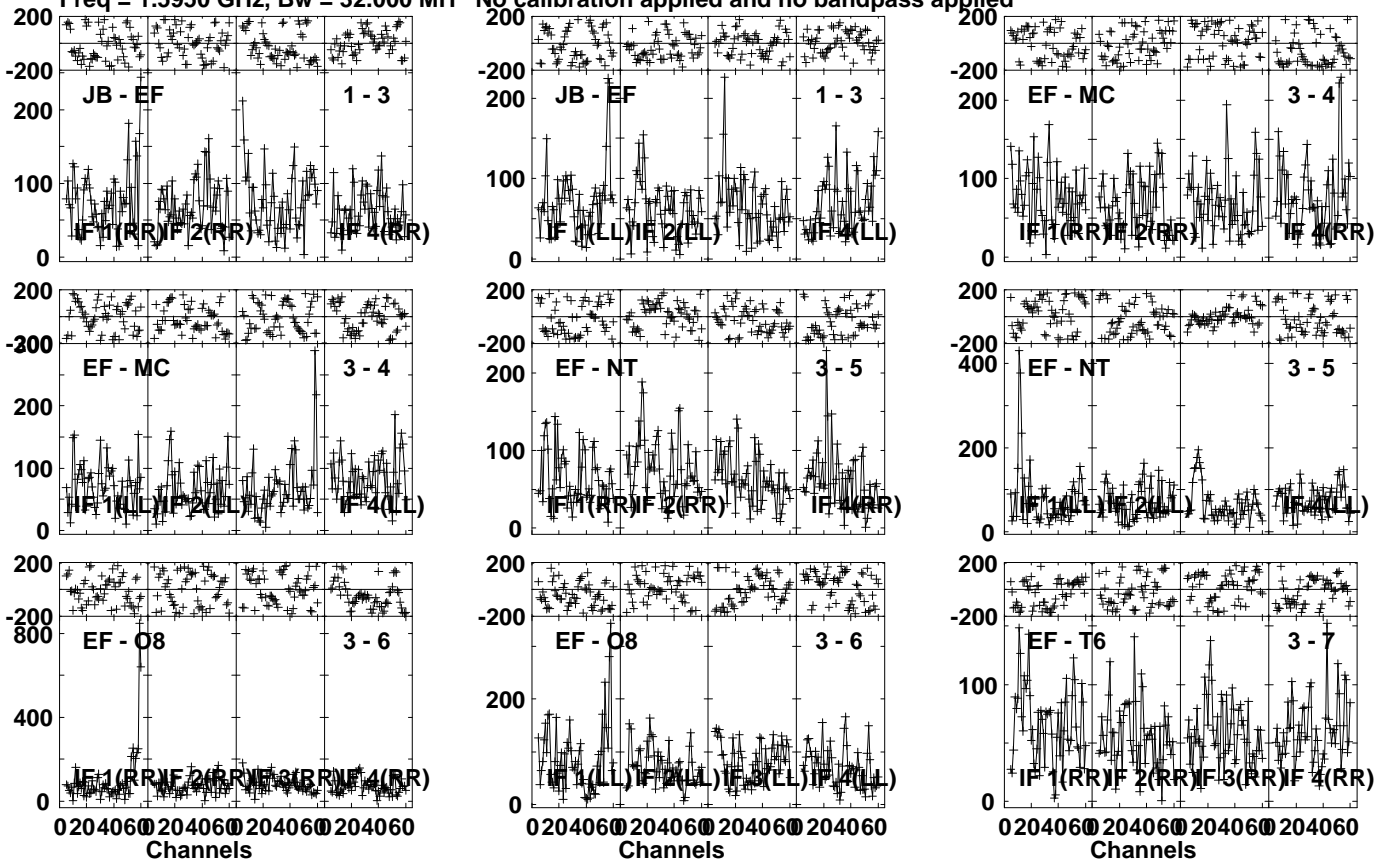 Freq = 1.5950 GHz, Bw = 32.000 MH No calibration applied and no bandpass applied
200
-200
JB - EF 1 - 3
200
100
0
IF 1(RR) IF 2(RR) IF 4(RR)
200
-200
JB - EF 1 - 3
200
100
0
IF 1(LL) IF 2(LL) IF 4(LL)
200
-200
EF - MC 3 - 4
200
100
0
IF 1(RR) IF 2(RR) IF 4(RR)
200
-200
300
EF - MC 3 - 4
200
100
0
IF 1(LL) IF 2(LL) IF 4(LL)
200
-200
EF - NT 3 - 5
200
100
0
IF 1(RR) IF 2(RR) IF 4(RR)
200
-200
EF - NT 3 - 5
400
200
0
IF 1(LL) IF 2(LL) IF 4(LL)
200
-200
EF - O8 3 - 6
800
400
0
IF 1(RR) IF 2(RR) IF 3(RR) IF 4(RR)
0 20 40 60 0 20 40 60 0 20 40 60 0 20 40 60
Channels
200
-200
EF - O8 3 - 6
200
0
IF 1(LL) IF 2(LL) IF 3(LL) IF 4(LL)
0 20 40 60 0 20 40 60 0 20 40 60 0 20 40 60
Channels
200
-200
EF - T6 3 - 7
100
0
IF 1(RR) IF 2(RR) IF 3(RR) IF 4(RR)
0 20 40 60 0 20 40 60 0 20 40 60 0 20 40 60
Channels